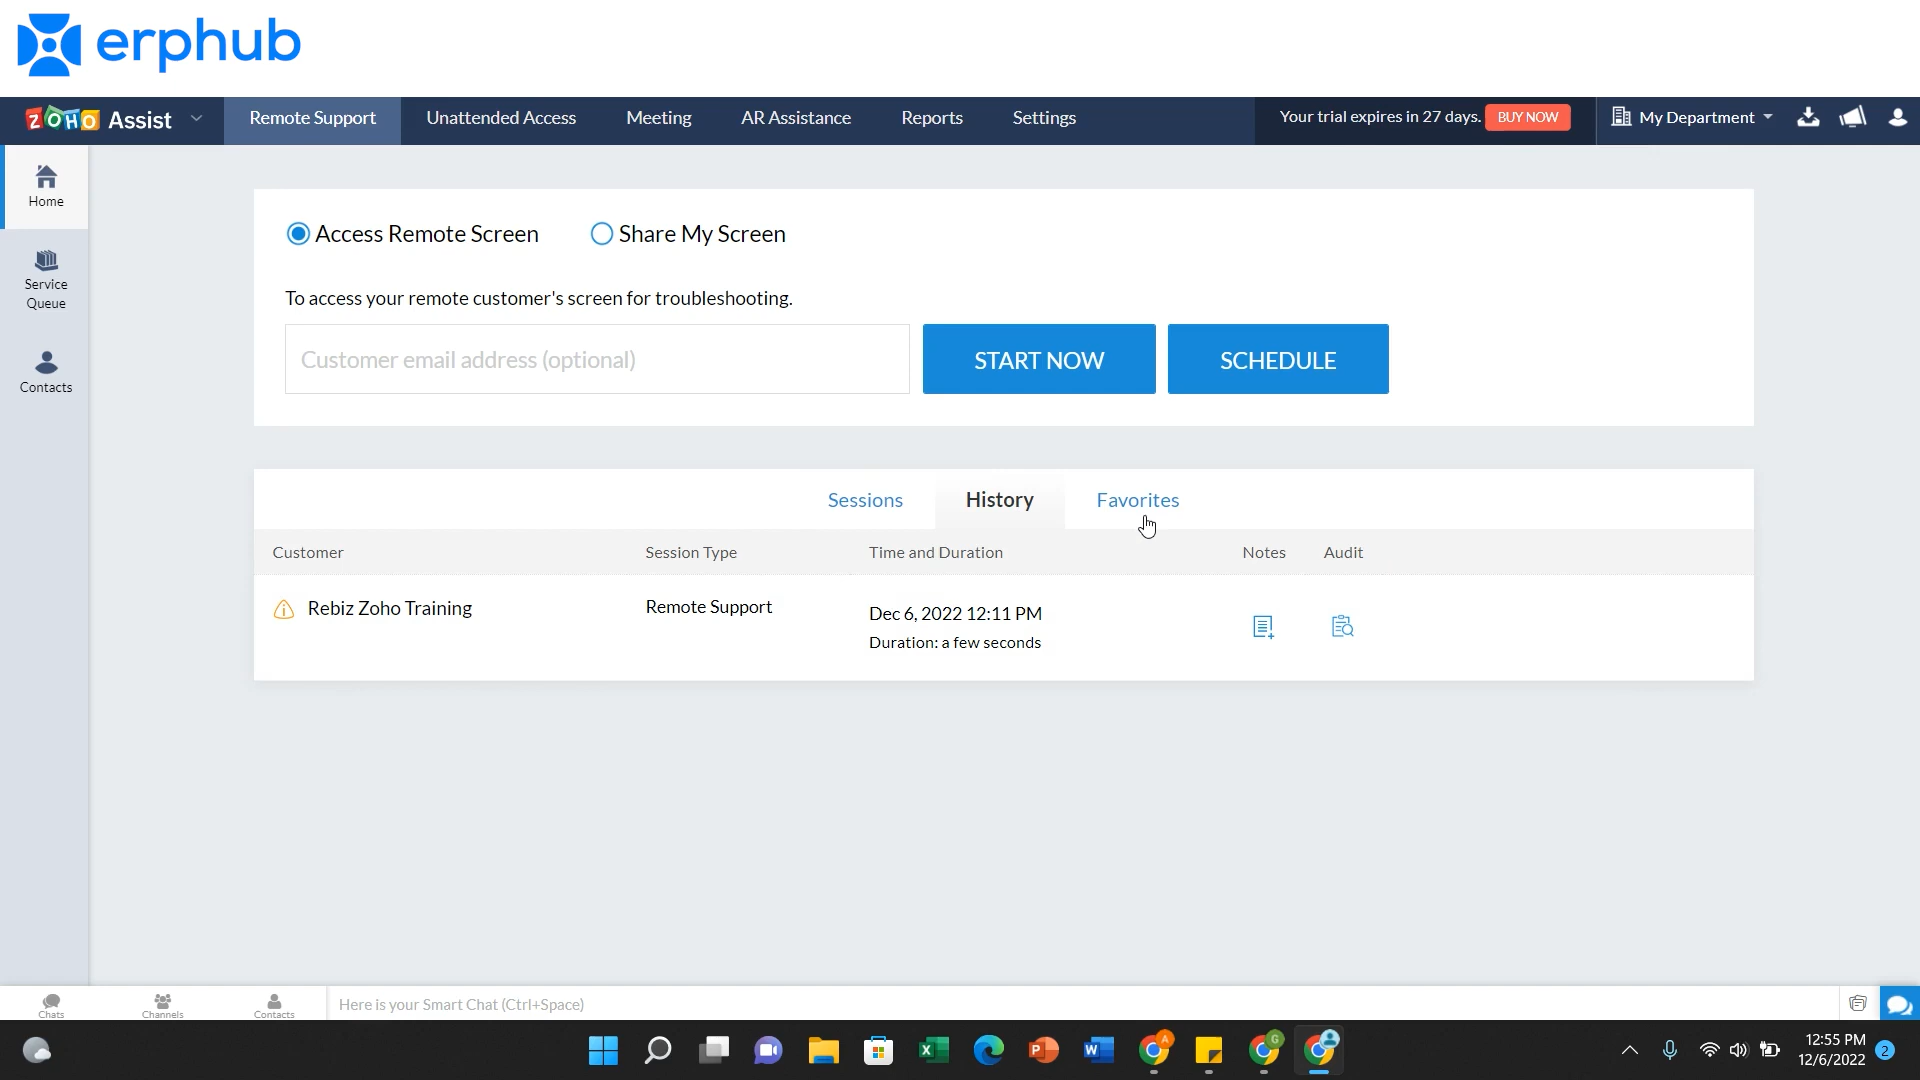 erphub
ZOHO Assist Remote Support Unattended Access Meeting AR Assistance Reports Settings Your trial expires in 27 days. BUY NOW My Department
Home
Service
Queue
Contacts
Access Remote Screen Share My Screen
To access your remote customer's screen for troubleshooting.
Customer email address (optional) START NOW SCHEDULE
Sessions History Favorites
Customer Session Type Time and Duration Notes Audit
Rebiz Zoho Training Remote Support Dec 6, 2022 12:11 PM
Duration: a few seconds
Chats Channels Contacts Here is your Smart Chat (Ctrl+Space)
12:55 PM
12/6/2022 2